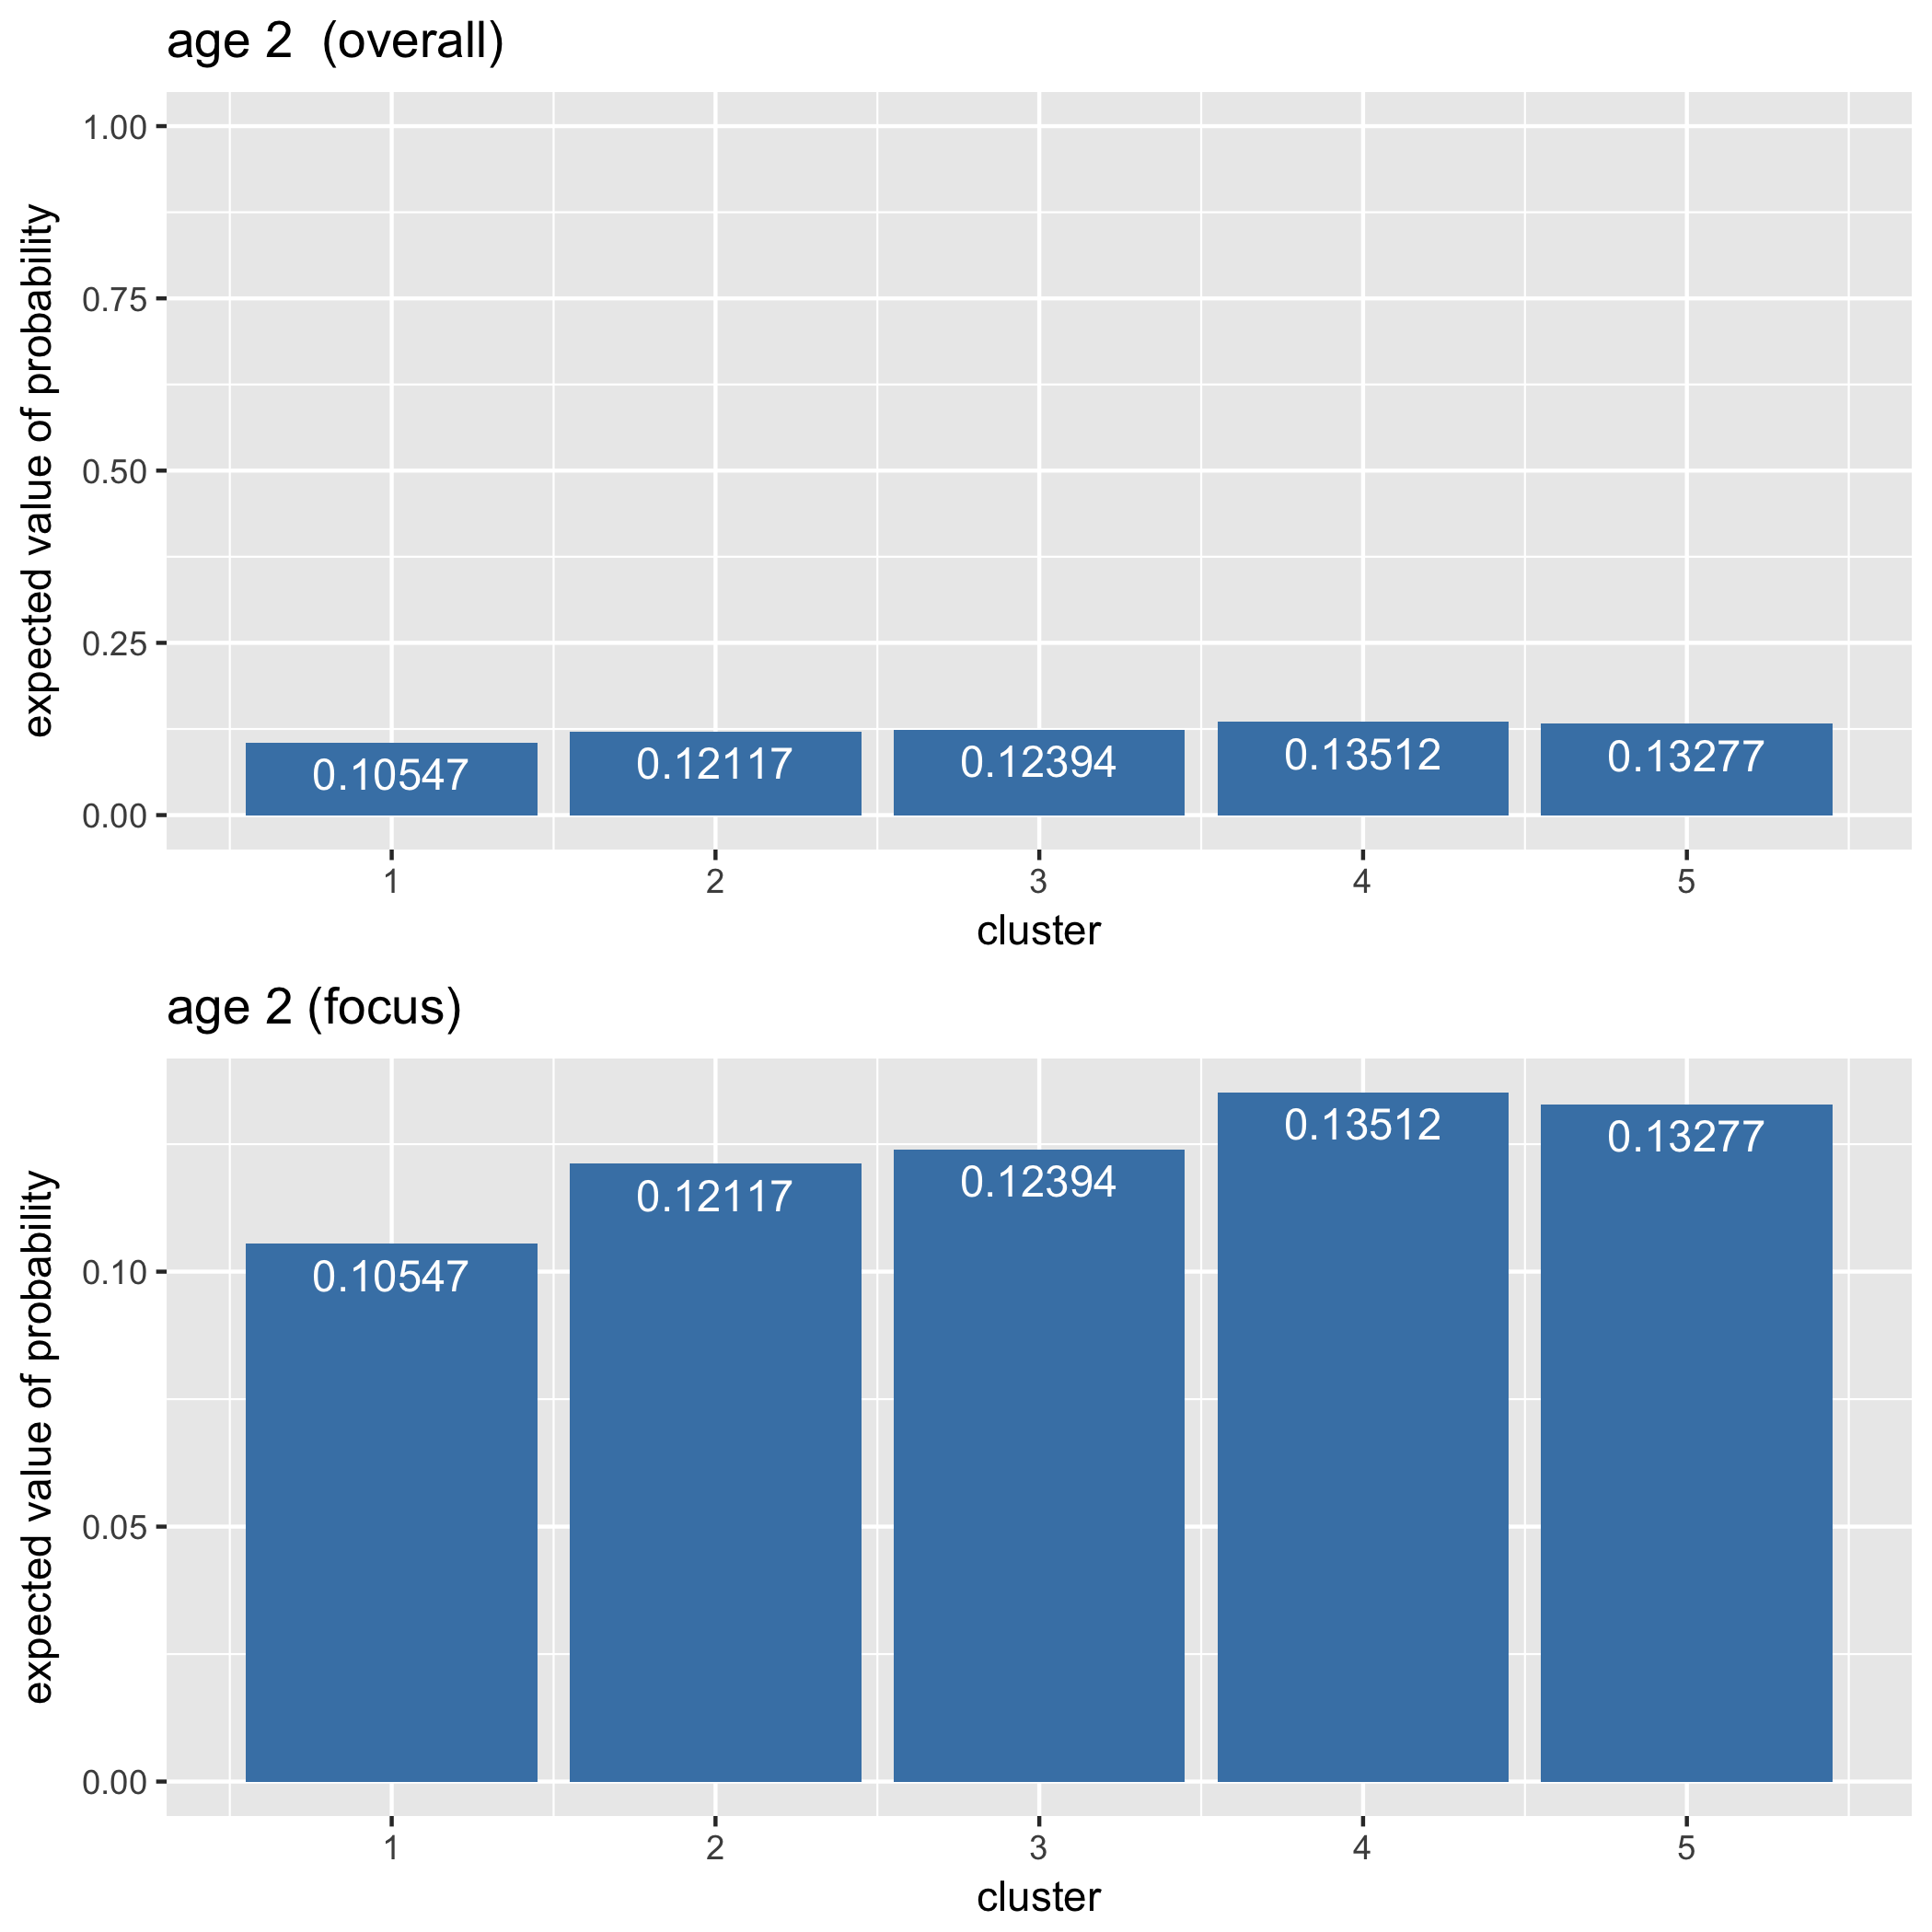 age 2  (overall)
expected value of probability
1.00
0.75
0.50
0.25
0.00
0.10547
0.12117
0.12394
0.13512
0.13277
1 2 3 4 5
cluster
age 2 (focus)
expected value of probability
0.10
0.05
0.00
0.10547
0.12117
0.12394
0.13512
0.13277
1 2 3 4 5
cluster